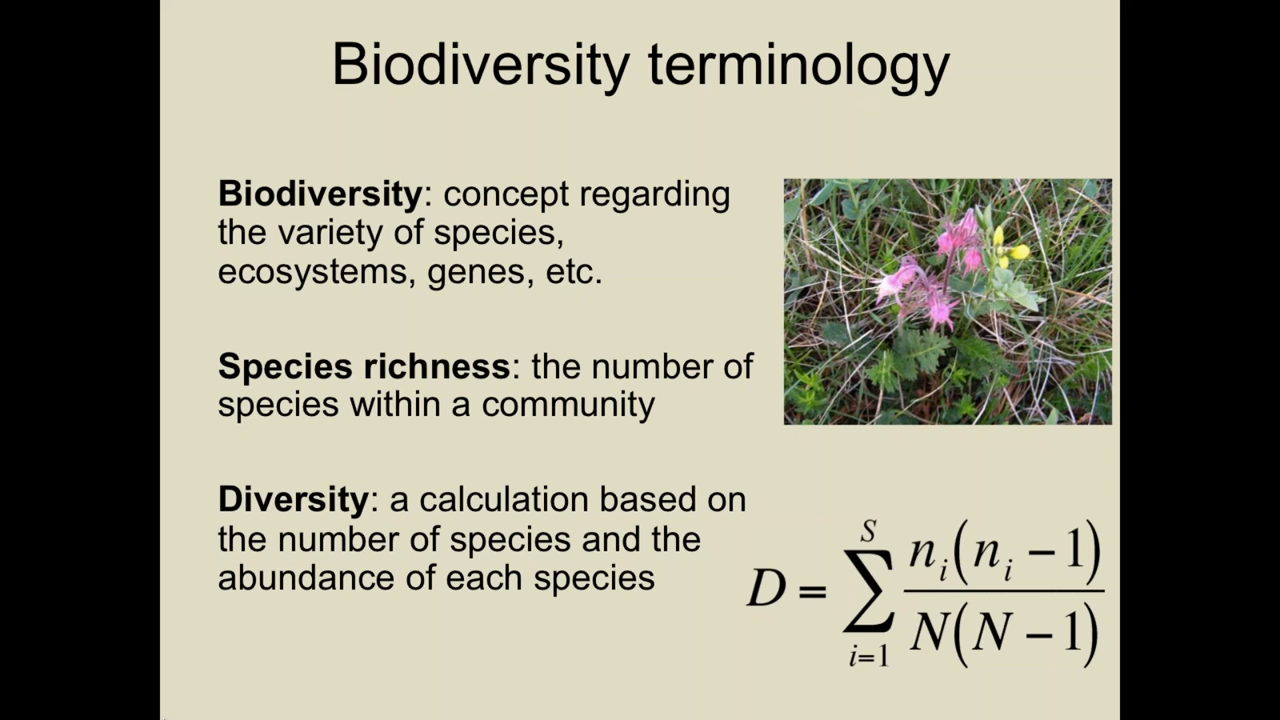 Biodiversity terminology
Biodiversity: concept regarding
the variety of species,
ecosystems, genes, etc.
Species richness: the number of
species within a community
Diversity: a calculation based on
the number of species and the
abundance of each species
D = \sum_{i=1}^{S} \frac{n_i(n_i - 1)}{N(N - 1)}